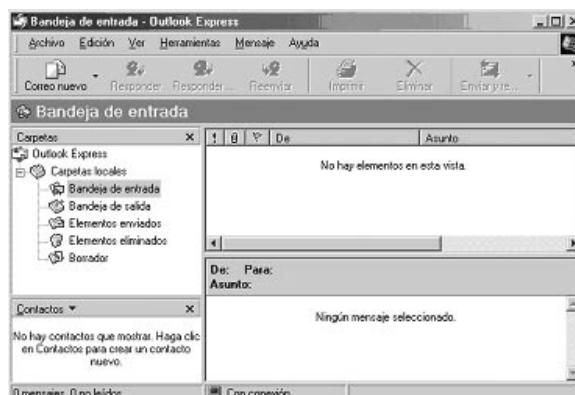 Bandeja de entrada - Outlook Express
Archivo Edición Ver Herramientas Mensaje Ayuda
Correo nuevo Responder Responder... Reenviar Imprimir Eliminar Enviar y re...
Bandeja de entrada
Carpetas
! De Asunto
Outlook Express
Carpetas locales
Bandeja de entrada
Bandeja de salida
Elementos enviados
Elementos eliminados
Borrador
No hay elementos en esta vista.
De: Para:
Asunto:
Ningún mensaje seleccionado.
Contactos
No hay contactos que mostrar. Haga clic
en Contactos para crear un contacto
nuevo.
0 mensajes, 0 no leídos
Con conexión